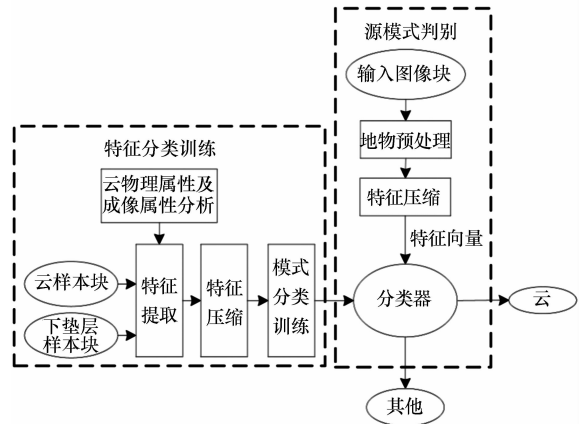 源模式判别
输入图像块
地物预处理
特征压缩
特征向量
分类器
云
其他
特征分类训练
云物理属性及
成像属性分析
云样本块
下垫层
样本块
特征
提取
特征
压缩
模式
分类
训练